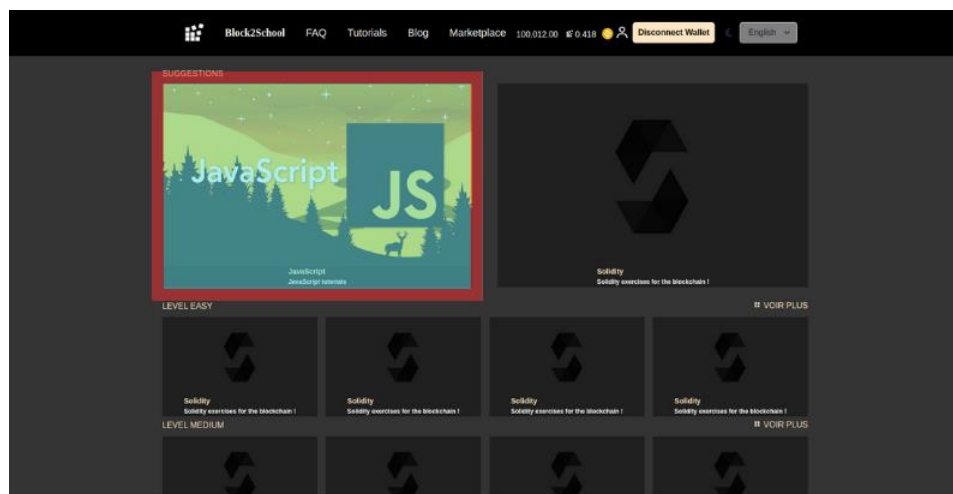 Block2School FAQ Tutorials Blog Marketplace 100,012.00 0.418 Disconnect Wallet English
SUGGESTIONS
JavaScript
JS
JavaScript
JavaScript tutorials
Solidity
Solidity exercises for the blockchain !
LEVEL EASY
VOIR PLUS
Solidity
Solidity exercises for the blockchain !
Solidity
Solidity exercises for the blockchain !
Solidity
Solidity exercises for the blockchain !
Solidity
Solidity exercises for the blockchain !
LEVEL MEDIUM
VOIR PLUS